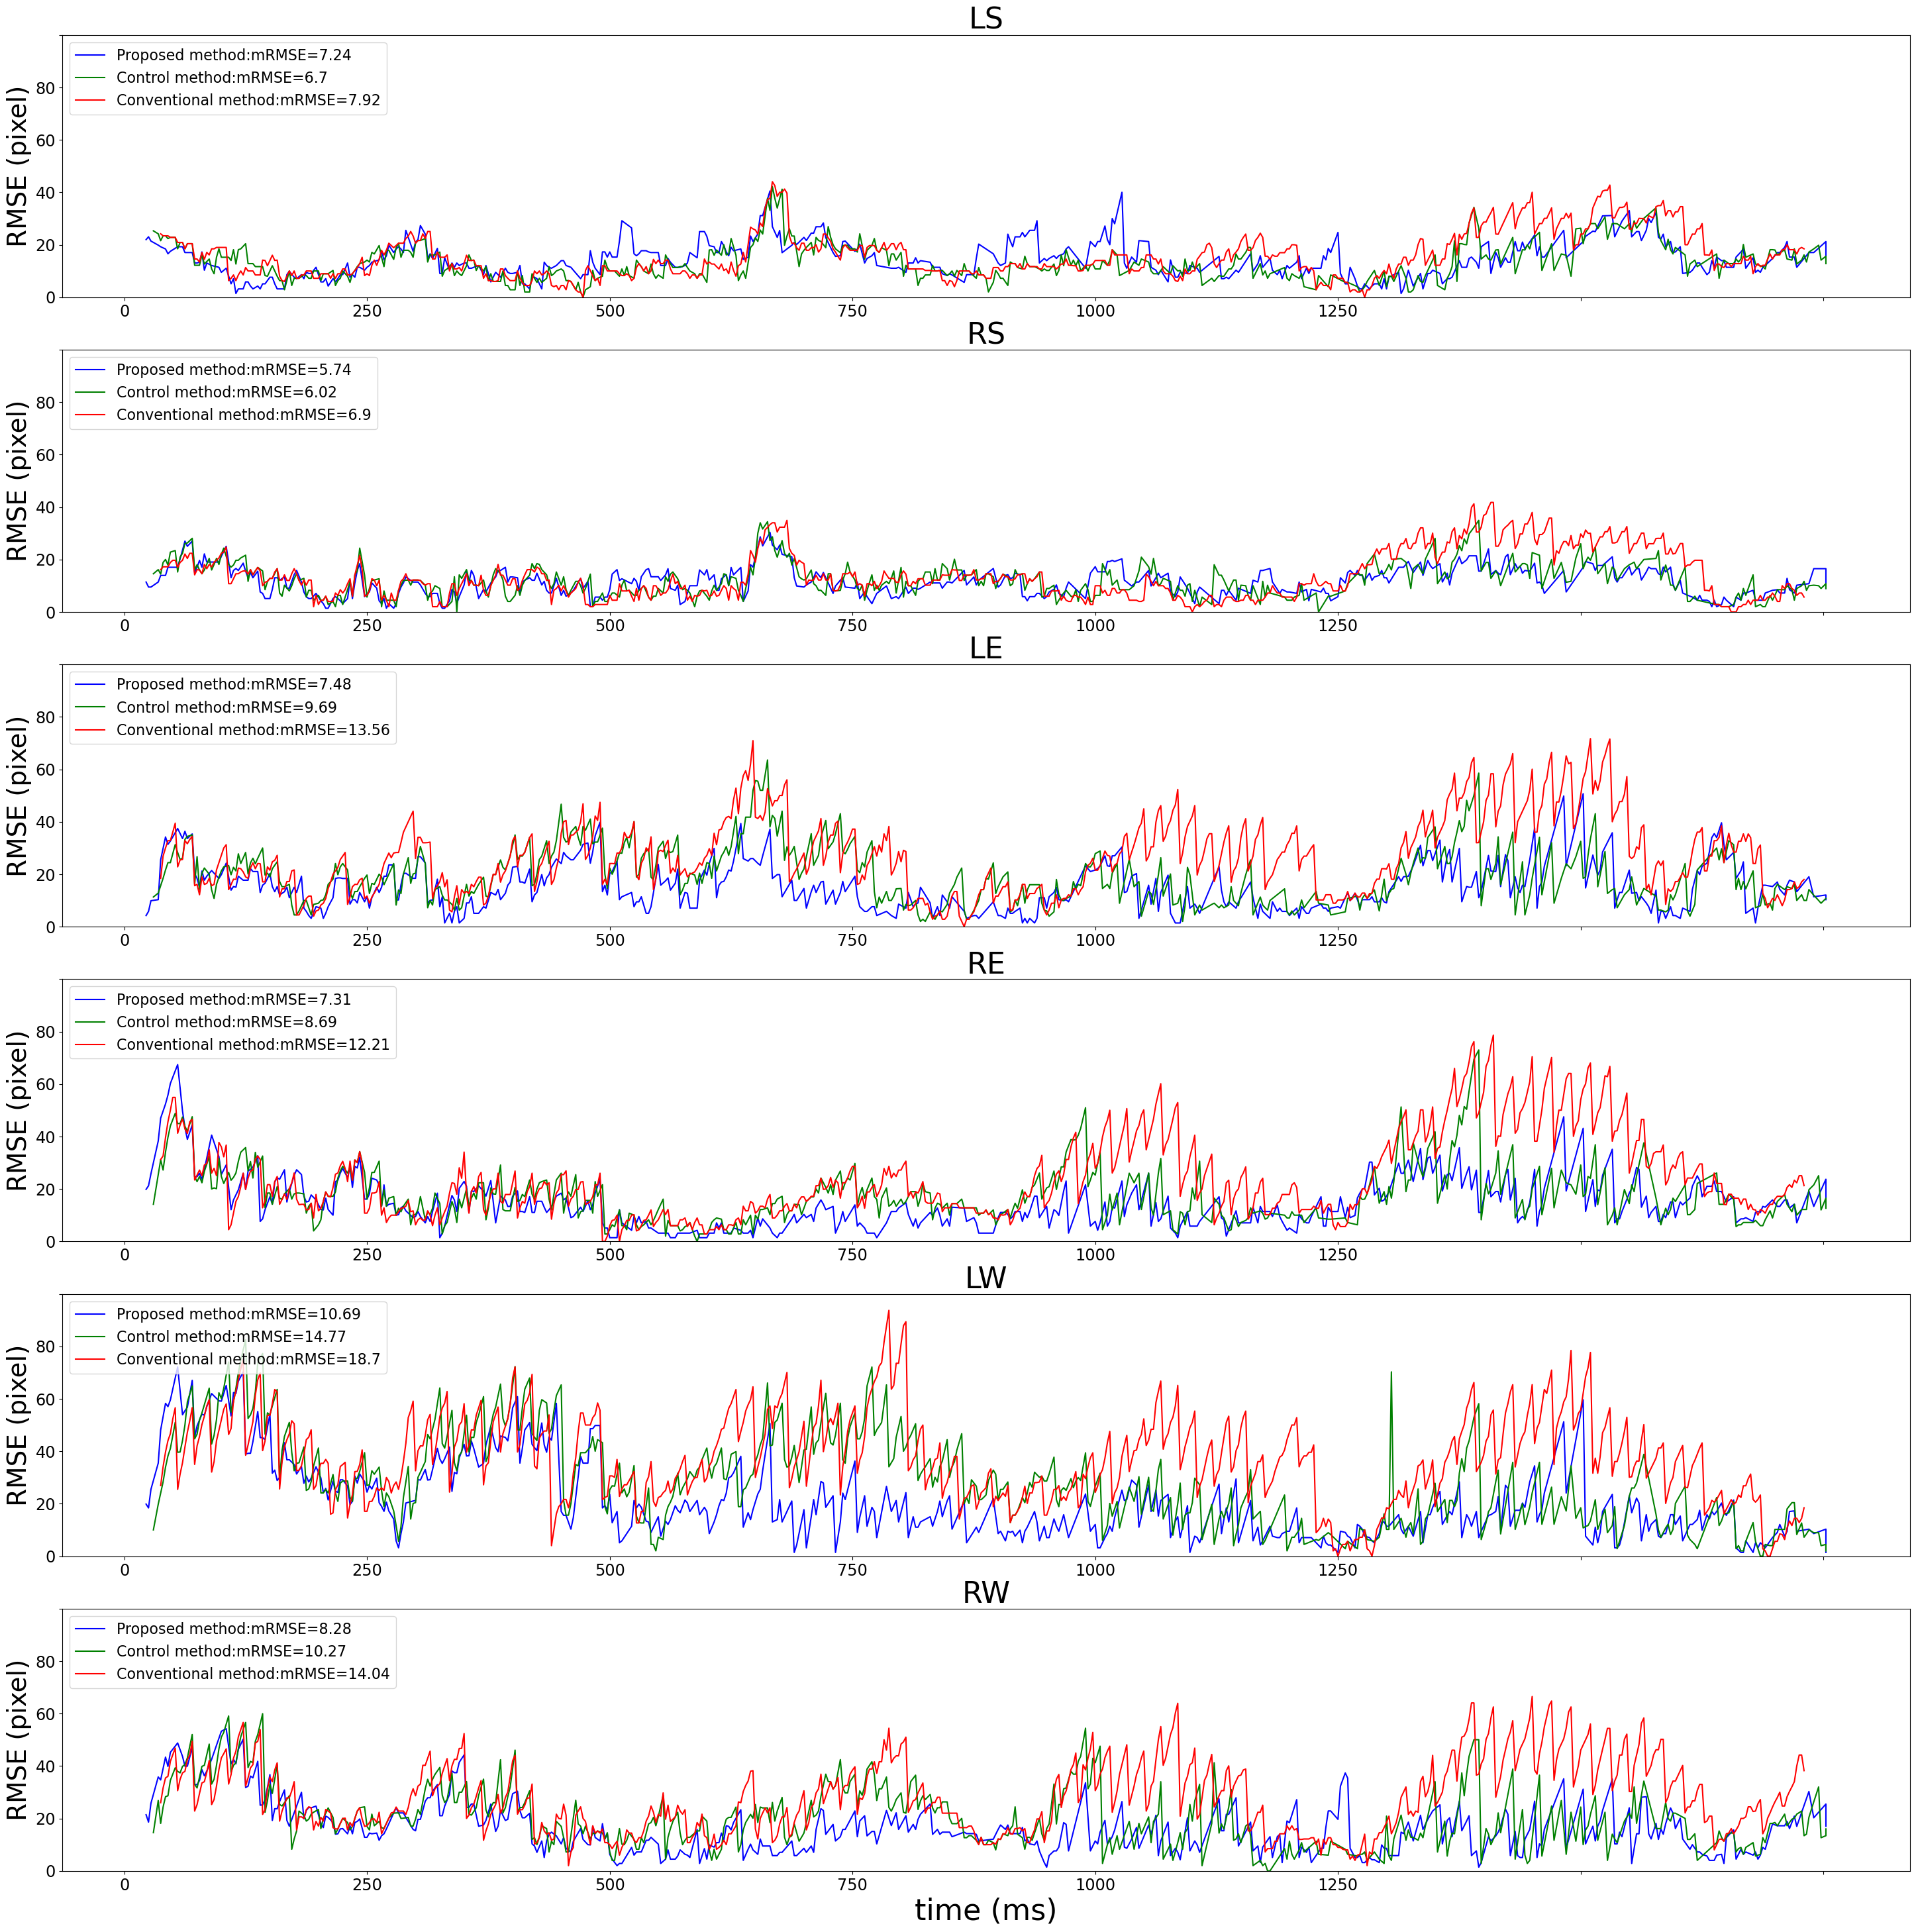 LS
RMSE (pixel)
80
60
40
20
0
Proposed method:mRMSE=7.24
Control method:mRMSE=6.7
Conventional method:mRMSE=7.92
0 250 500 750 1000 1250
RS
RMSE (pixel)
80
60
40
20
0
Proposed method:mRMSE=5.74
Control method:mRMSE=6.02
Conventional method:mRMSE=6.9
0 250 500 750 1000 1250
LE
RMSE (pixel)
80
60
40
20
0
Proposed method:mRMSE=7.48
Control method:mRMSE=9.69
Conventional method:mRMSE=13.56
0 250 500 750 1000 1250
RE
RMSE (pixel)
80
60
40
20
0
Proposed method:mRMSE=7.31
Control method:mRMSE=8.69
Conventional method:mRMSE=12.21
0 250 500 750 1000 1250
LW
RMSE (pixel)
80
60
40
20
0
Proposed method:mRMSE=10.69
Control method:mRMSE=14.77
Conventional method:mRMSE=18.7
0 250 500 750 1000 1250
RW
RMSE (pixel)
80
60
40
20
0
Proposed method:mRMSE=8.28
Control method:mRMSE=10.27
Conventional method:mRMSE=14.04
0 250 500 750 1000 1250
time (ms)